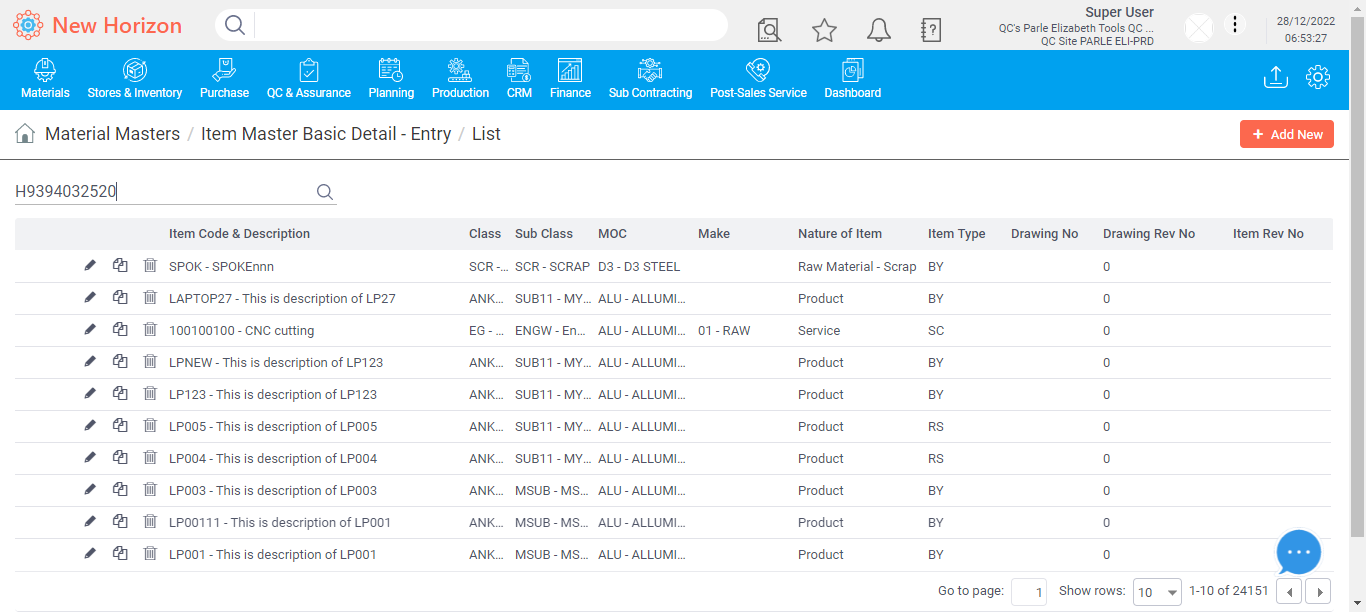 New Horizon
Super User
QC's Parle Elizabeth Tools QC ...
QC Site PARLE ELI-PRD
28/12/2022
06:53:27
Materials Stores & Inventory Purchase QC & Assurance Planning Production CRM Finance Sub Contracting Post-Sales Service Dashboard
Material Masters / Item Master Basic Detail - Entry / List
+ Add New
H9394032520
Item Code & Description Class Sub Class MOC Make Nature of Item Item Type Drawing No Drawing Rev No Item Rev No
SPOK - SPOKEnnn SCR -... SCR - SCRAP D3 - D3 STEEL Raw Material - Scrap BY 0
LAPTOP27 - This is description of LP27 ANK... SUB11 - MY... ALU - ALLUMI... Product BY 0
100100100 - CNC cutting EG - ... ENGW - En... ALU - ALLUMI... 01 - RAW Service SC 0
LPNEW - This is description of LP123 ANK... SUB11 - MY... ALU - ALLUMI... Product BY 0
LP123 - This is description of LP123 ANK... SUB11 - MY... ALU - ALLUMI... Product BY 0
LP005 - This is description of LP005 ANK... SUB11 - MY... ALU - ALLUMI... Product RS 0
LP004 - This is description of LP004 ANK... SUB11 - MY... ALU - ALLUMI... Product RS 0
LP003 - This is description of LP003 ANK... MSUB - MS... ALU - ALLUMI... Product BY 0
LP00111 - This is description of LP001 ANK... MSUB - MS... ALU - ALLUMI... Product BY 0
LP001 - This is description of LP001 ANK... MSUB - MS... ALU - ALLUMI... Product BY 0
Go to page: 1 Show rows: 10 1-10 of 24151